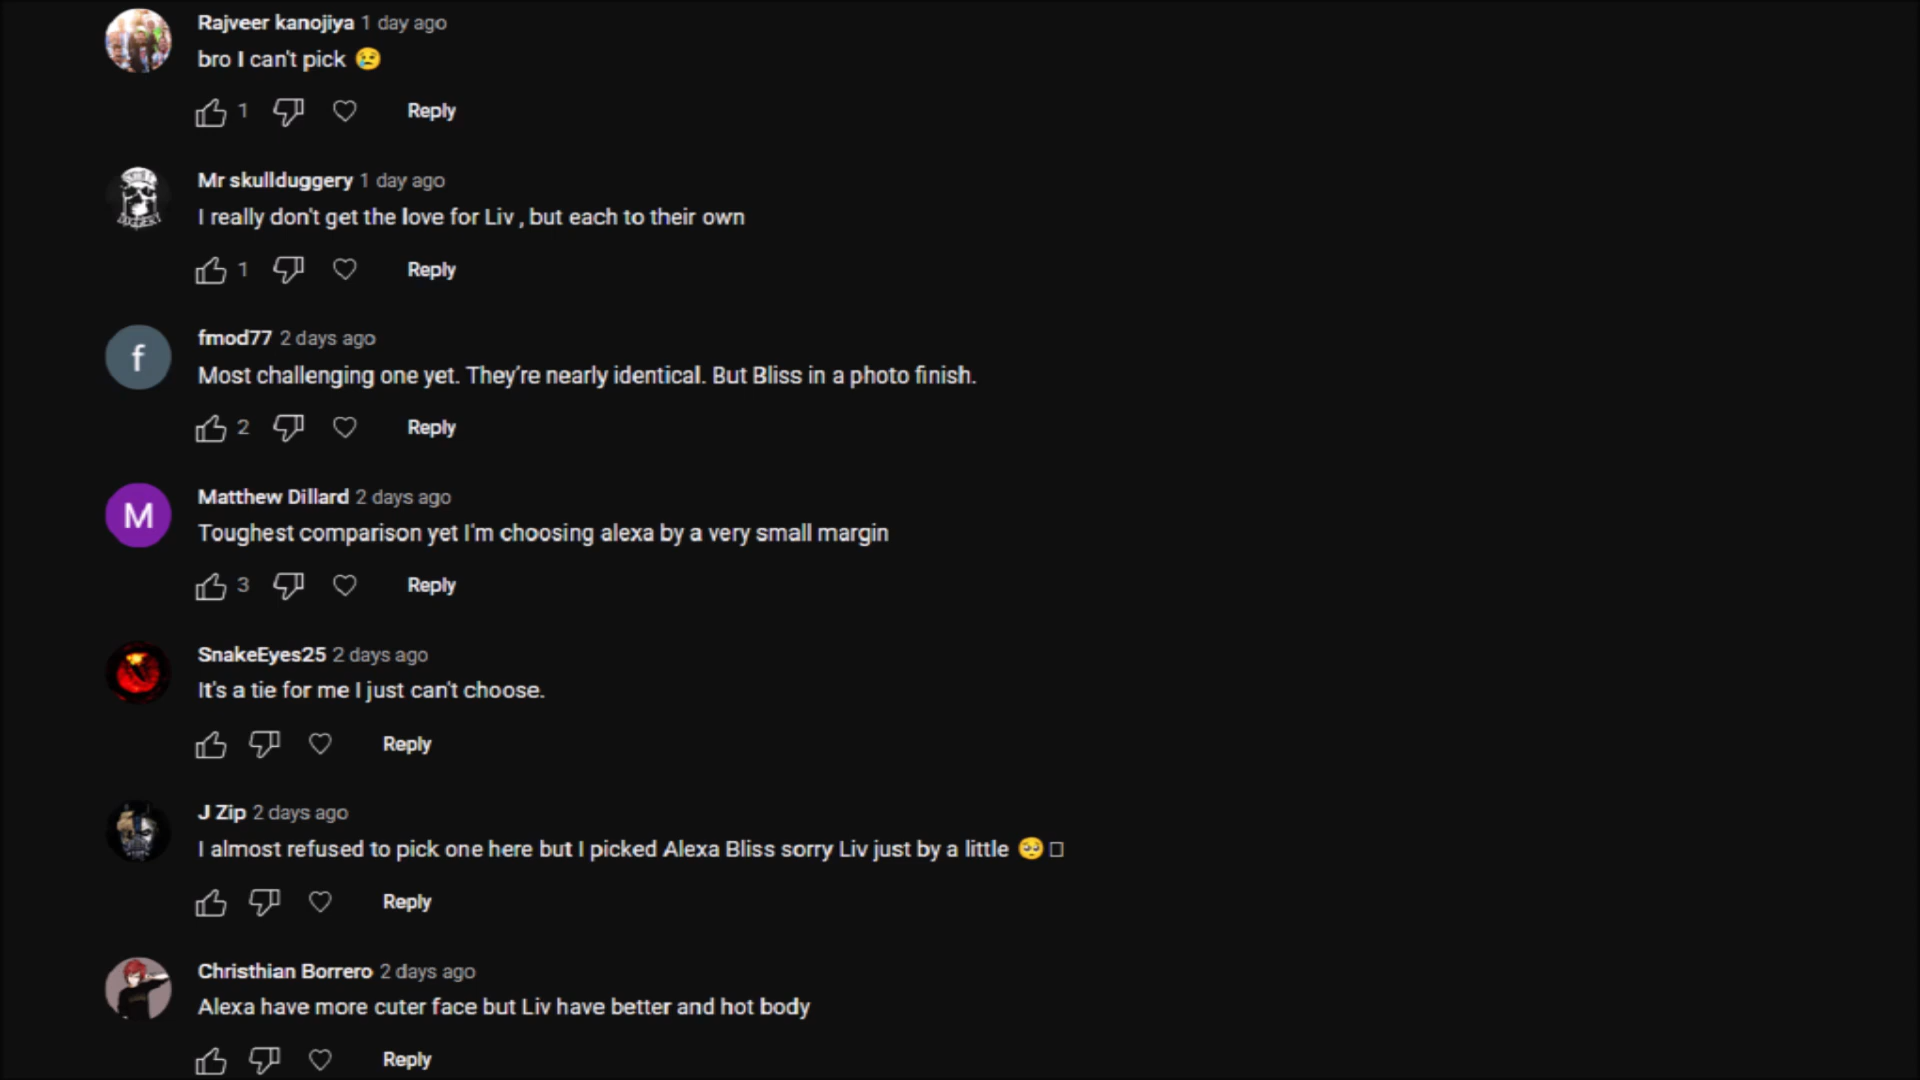 Rajveer kanojiya 1 day ago
bro I can't pick 😢
1 Reply
Mr skullduggery 1 day ago
I really don't get the love for Liv , but each to their own
1 Reply
f
fmod77 2 days ago
Most challenging one yet. They're nearly identical. But Bliss in a photo finish.
2 Reply
M
Matthew Dillard 2 days ago
Toughest comparison yet I'm choosing alexa by a very small margin
3 Reply
SnakeEyes25 2 days ago
It's a tie for me I just can't choose.
Reply
J Zip 2 days ago
I almost refused to pick one here but I picked Alexa Bliss sorry Liv just by a little 🥺
Reply
Christhian Borrero 2 days ago
Alexa have more cuter face but Liv have better and hot body
Reply